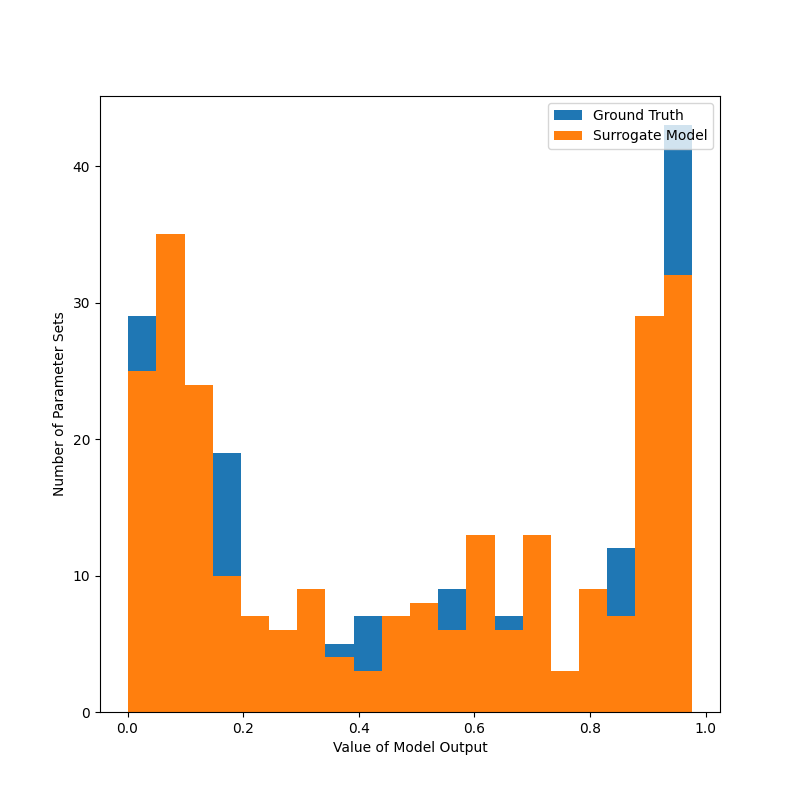 Ground Truth
Surrogate Model
40
30
20
10
0
Number of Parameter Sets
0.0 0.2 0.4 0.6 0.8 1.0
Value of Model Output